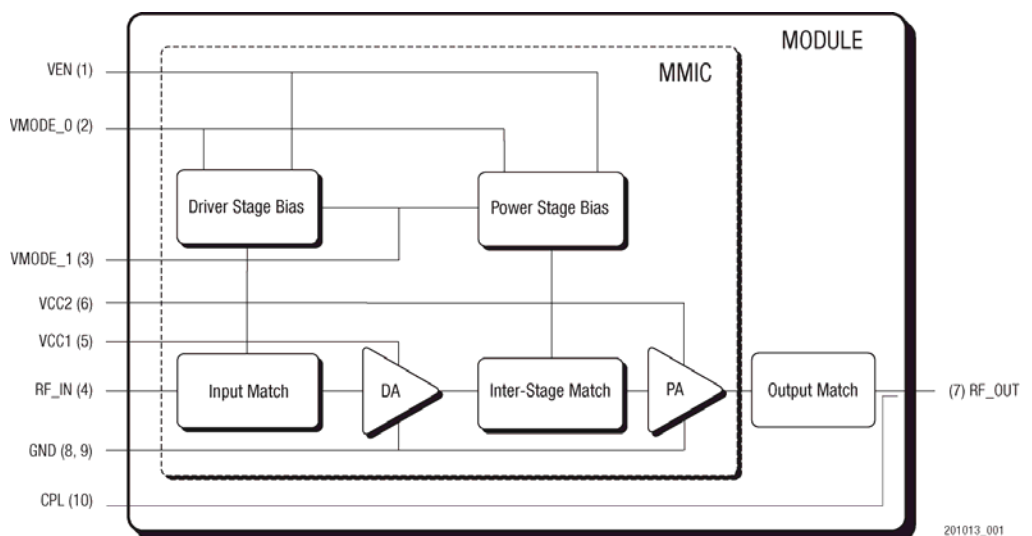 MODULE
MMIC
VEN (1)
VMODE_0 (2)
Driver Stage Bias
Power Stage Bias
VMODE_1 (3)
VCC2 (6)
VCC1 (5)
RF_IN (4)
Input Match
DA
Inter-Stage Match
PA
Output Match
(7) RF_OUT
GND (8, 9)
CPL (10)
201013_001